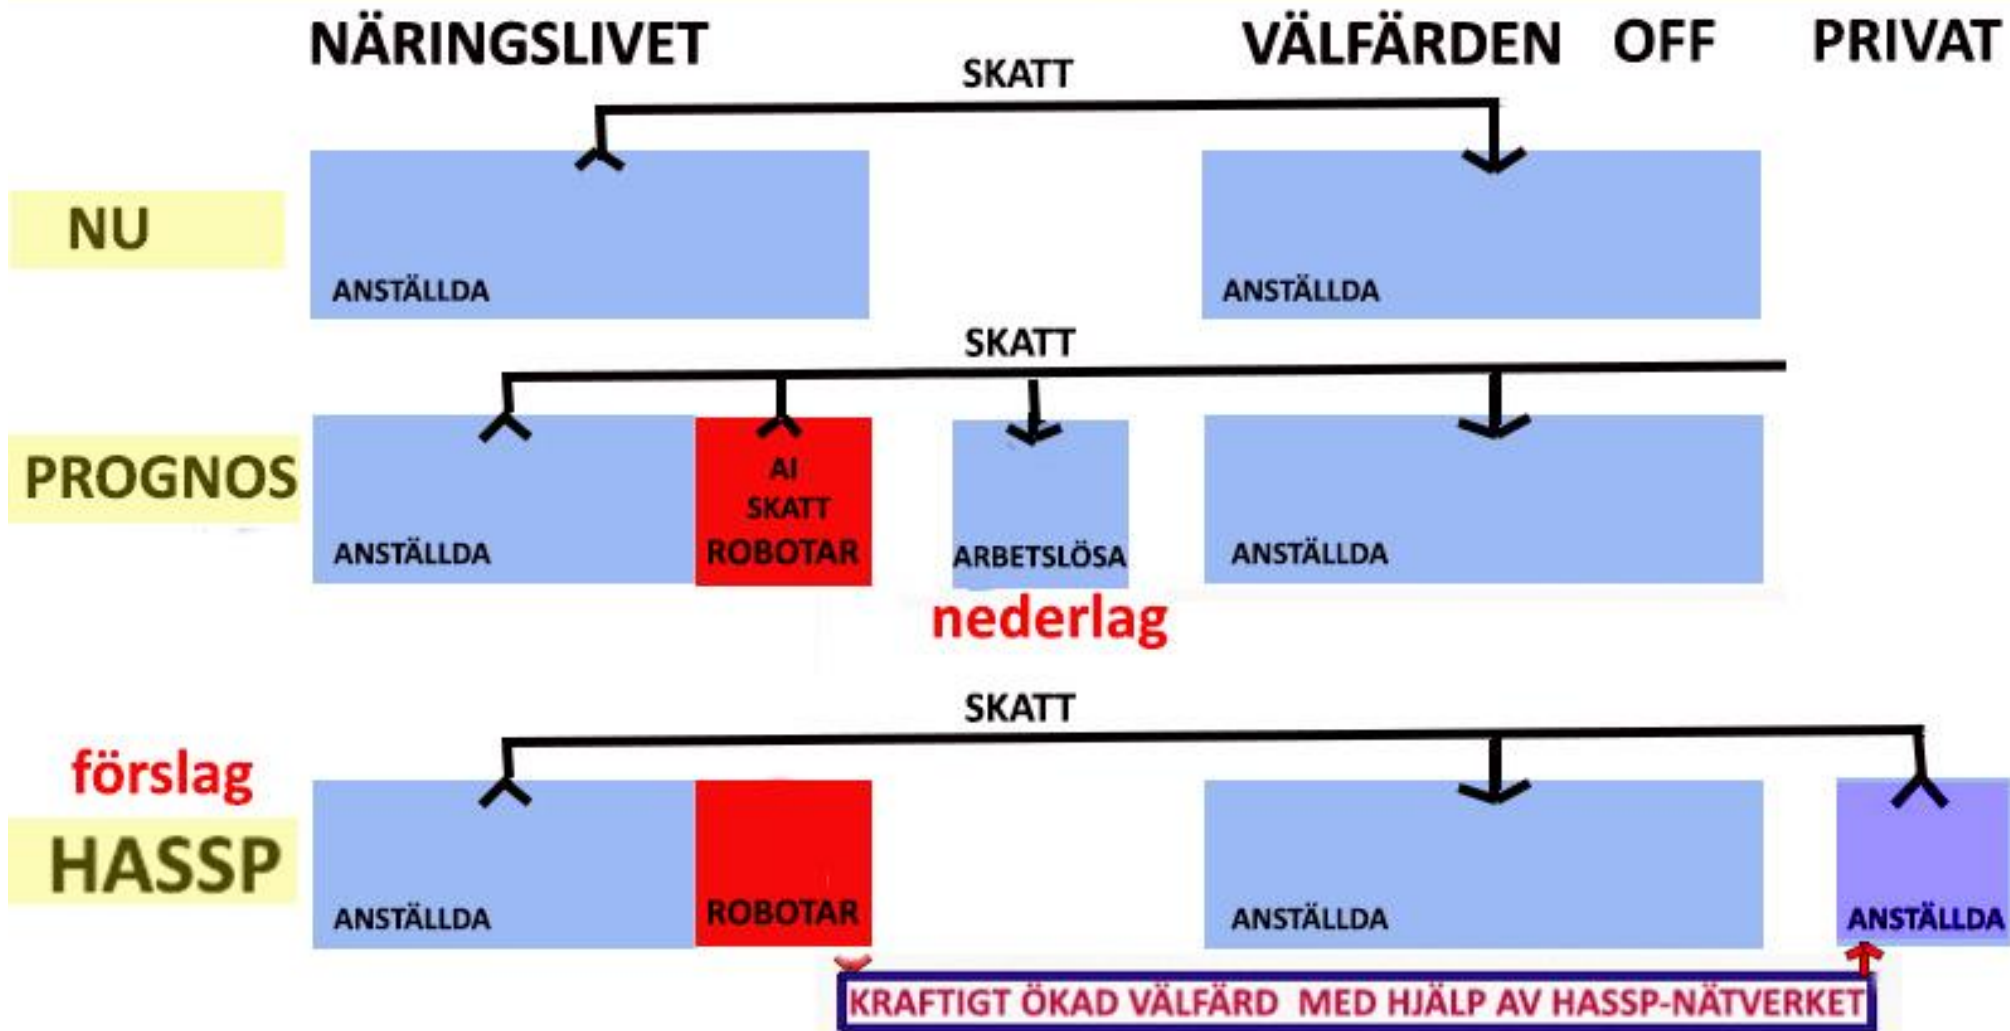 NÄRINGSLIVET VÄLFÄRDEN OFF PRIVAT
SKATT
NU
ANSTÄLLDA ANSTÄLLDA
SKATT
PROGNOS
AI
SKATT
ANSTÄLLDA ROBOTAR ARBETSLÖSA ANSTÄLLDA
nederlag
SKATT
förslag
HASSP
ANSTÄLLDA ROBOTAR ANSTÄLLDA ANSTÄLLDA
KRAFTIGT ÖKAD VÄLFÄRD MED HJÄLP AV HASSP-NÄTVERKET